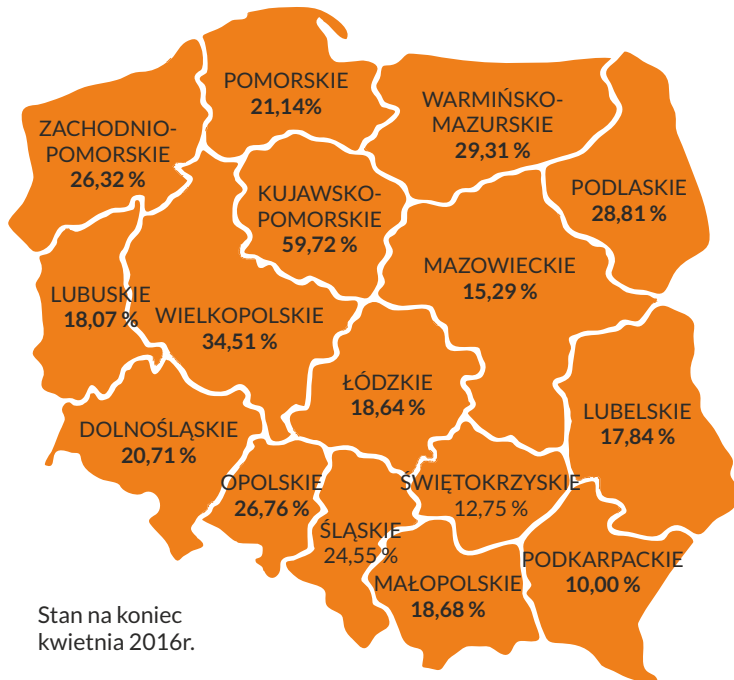 POMORSKIE
21,14%
WARMIŃSKO-
MAZURSKIE
29,31 %
ZACHODNIO-
POMORSKIE
26,32 %
KUJAWSKO-
POMORSKIE
59,72 %
PODLASKIE
28,81 %
MAZOWIECKIE
15,29 %
LUBUSKIE
18,07 %
WIELKOPOLSKIE
34,51 %
ŁÓDZKIE
18,64 %
LUBELSKIE
17,84 %
DOLNOŚLĄSKIE
20,71 %
OPOLSKIE
26,76 %
ŚWIĘTOKRZYSKIE
12,75 %
ŚLĄSKIE
24,55 %
MAŁOPOLSKIE
18,68 %
PODKARPACKIE
10,00 %
Stan na koniec
kwietnia 2016r.